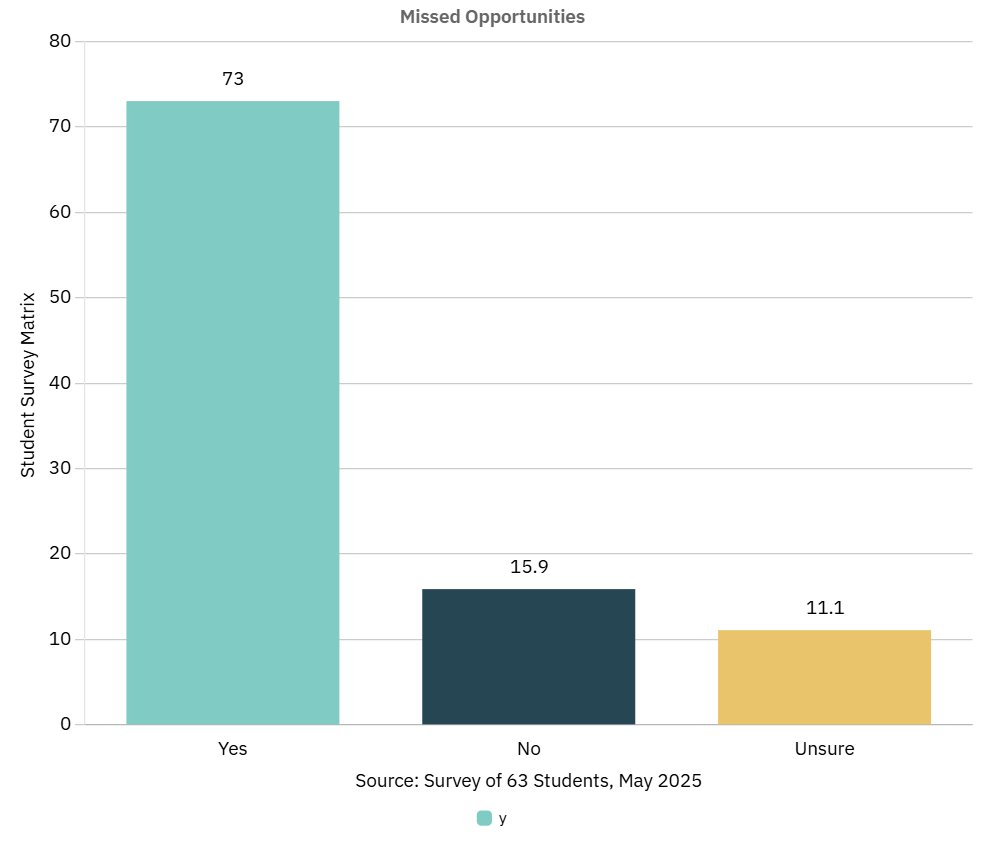 Missed Opportunities
80
73
70
60
50
40
30
20
15.9
11.1
10
0
Student Survey Matrix
Yes No Unsure
Source: Survey of 63 Students, May 2025
y